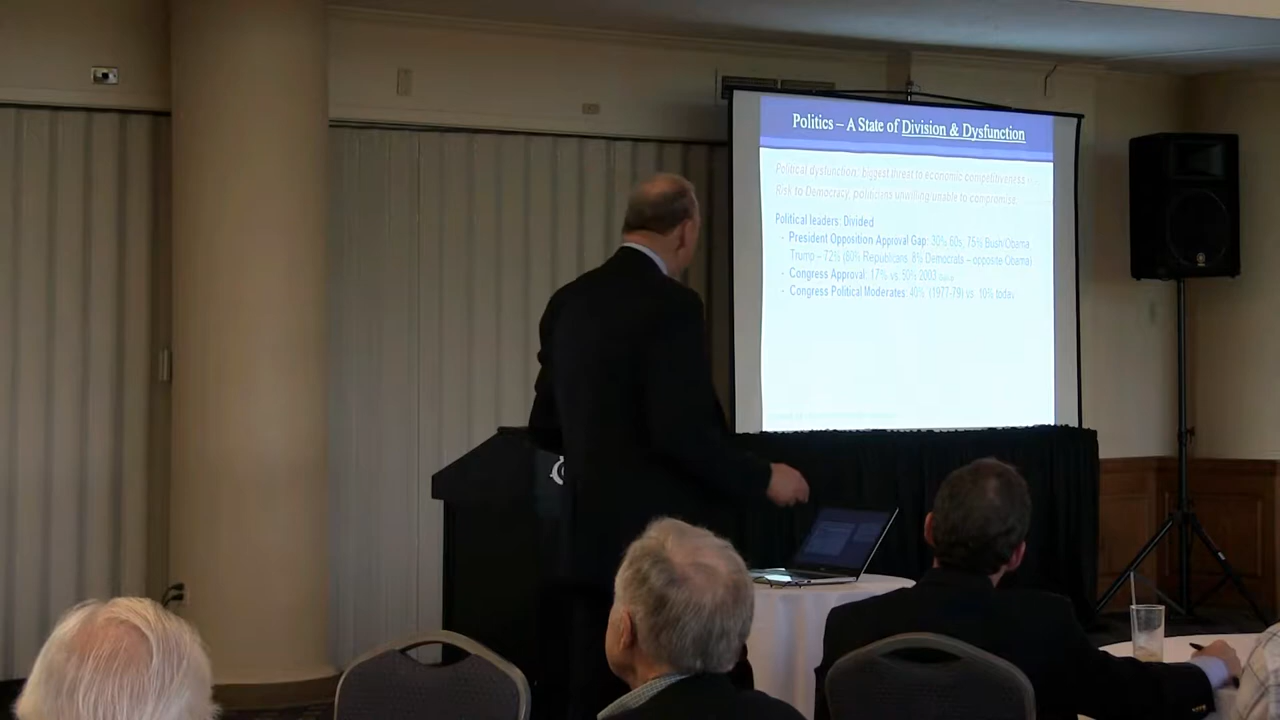 Politics – A State of Division & Dysfunction
Political dysfunction: biggest threat to economic competitiveness
Risk to Democracy, politicians unwilling/unable to compromise.
Political leaders: Divided
- President Opposition Approval Gap: 30% 60s, 75% Bush/Obama
Trump – 72% (80% Republicans 8% Democrats – opposite Obama)
- Congress Approval: 17% vs. 50% 2003
- Congress Political Moderates: 40% (1977-79) vs. 10% today